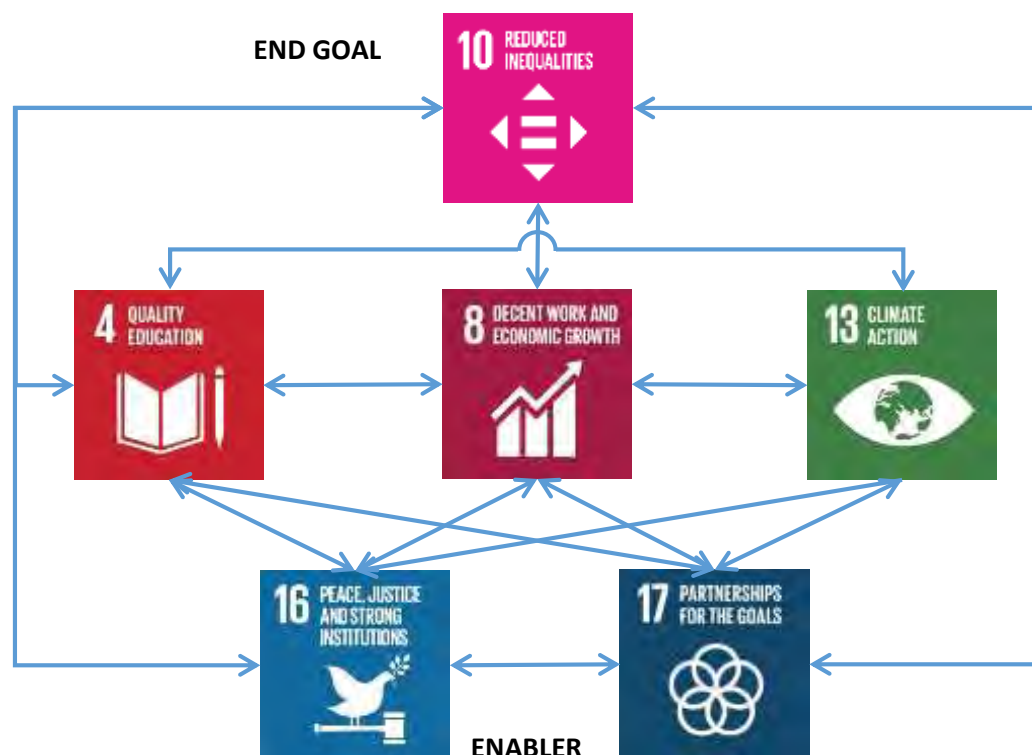 END GOAL
10 REDUCED
INEQUALITIES
4 QUALITY
EDUCATION
8 DECENT WORK AND
ECONOMIC GROWTH
13 CLIMATE
ACTION
16 PEACE, JUSTICE
AND STRONG
INSTITUTIONS
17 PARTNERSHIPS
FOR THE GOALS
ENABLER